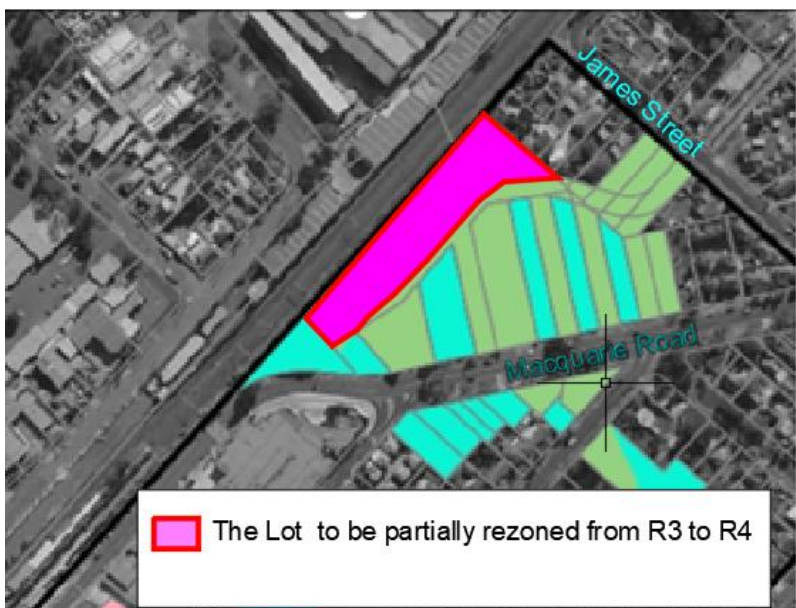 James Street
Macquarie Road
The Lot to be partially rezoned from R3 to R4